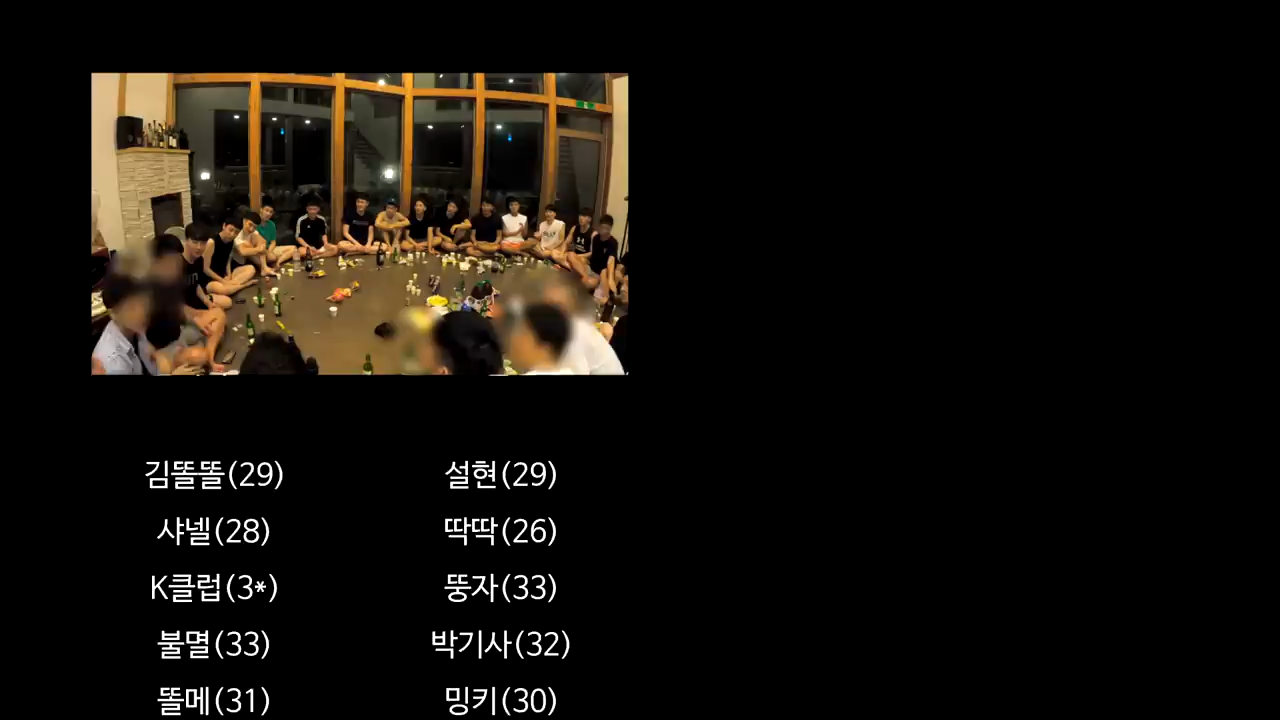 김똘똘(29) 설현(29)
샤넬(28) 딱딱(26)
K클럽(3*) 뚱자(33)
불멸(33) 박기사(32)
똘메(31) 밍키(30)